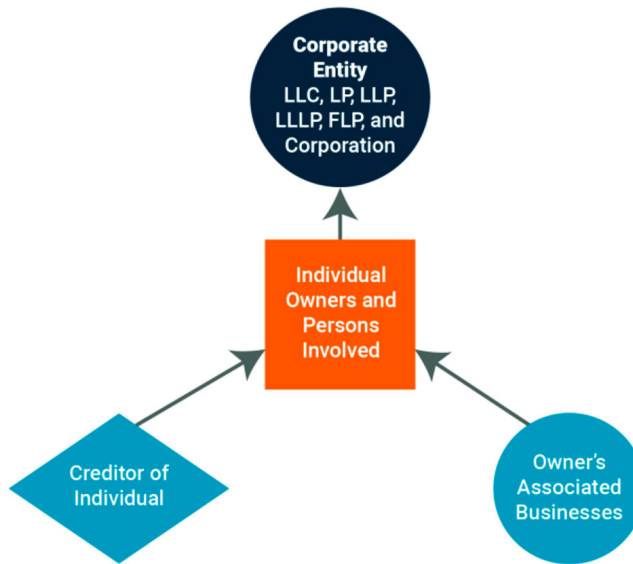 Corporate
Entity
LLC, LP, LLP,
LLLP, FLP, and
Corporation
Individual
Owners and
Persons
Involved
Creditor of
Individual
Owner's
Associated
Businesses